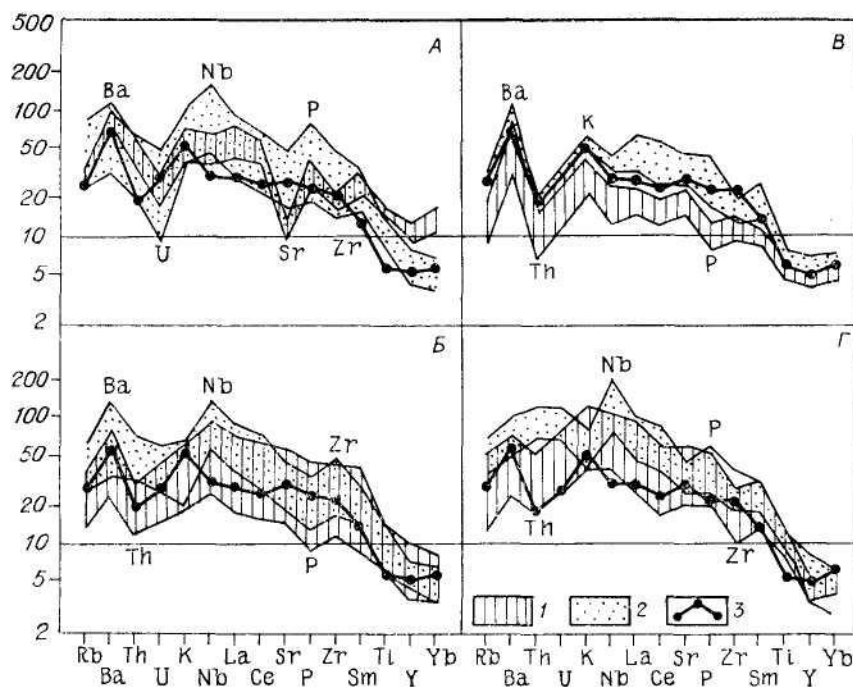 500
200
100
50
20
10
5
2
А
Ba
Nb
P
U
Sr
Zr
В
Ba
K
Th
P
200
100
50
20
10
5
2
Б
Ba
Nb
Zr
Th
P
Г
Nb
P
Th
Zr
1 2 3
Rb Th K La Sr Zr Ti Yb Rb Th K La Sr Zr Ti Yb
Ba U Nb Ce P Sm Y Ba U Nb Ce P Sm Y